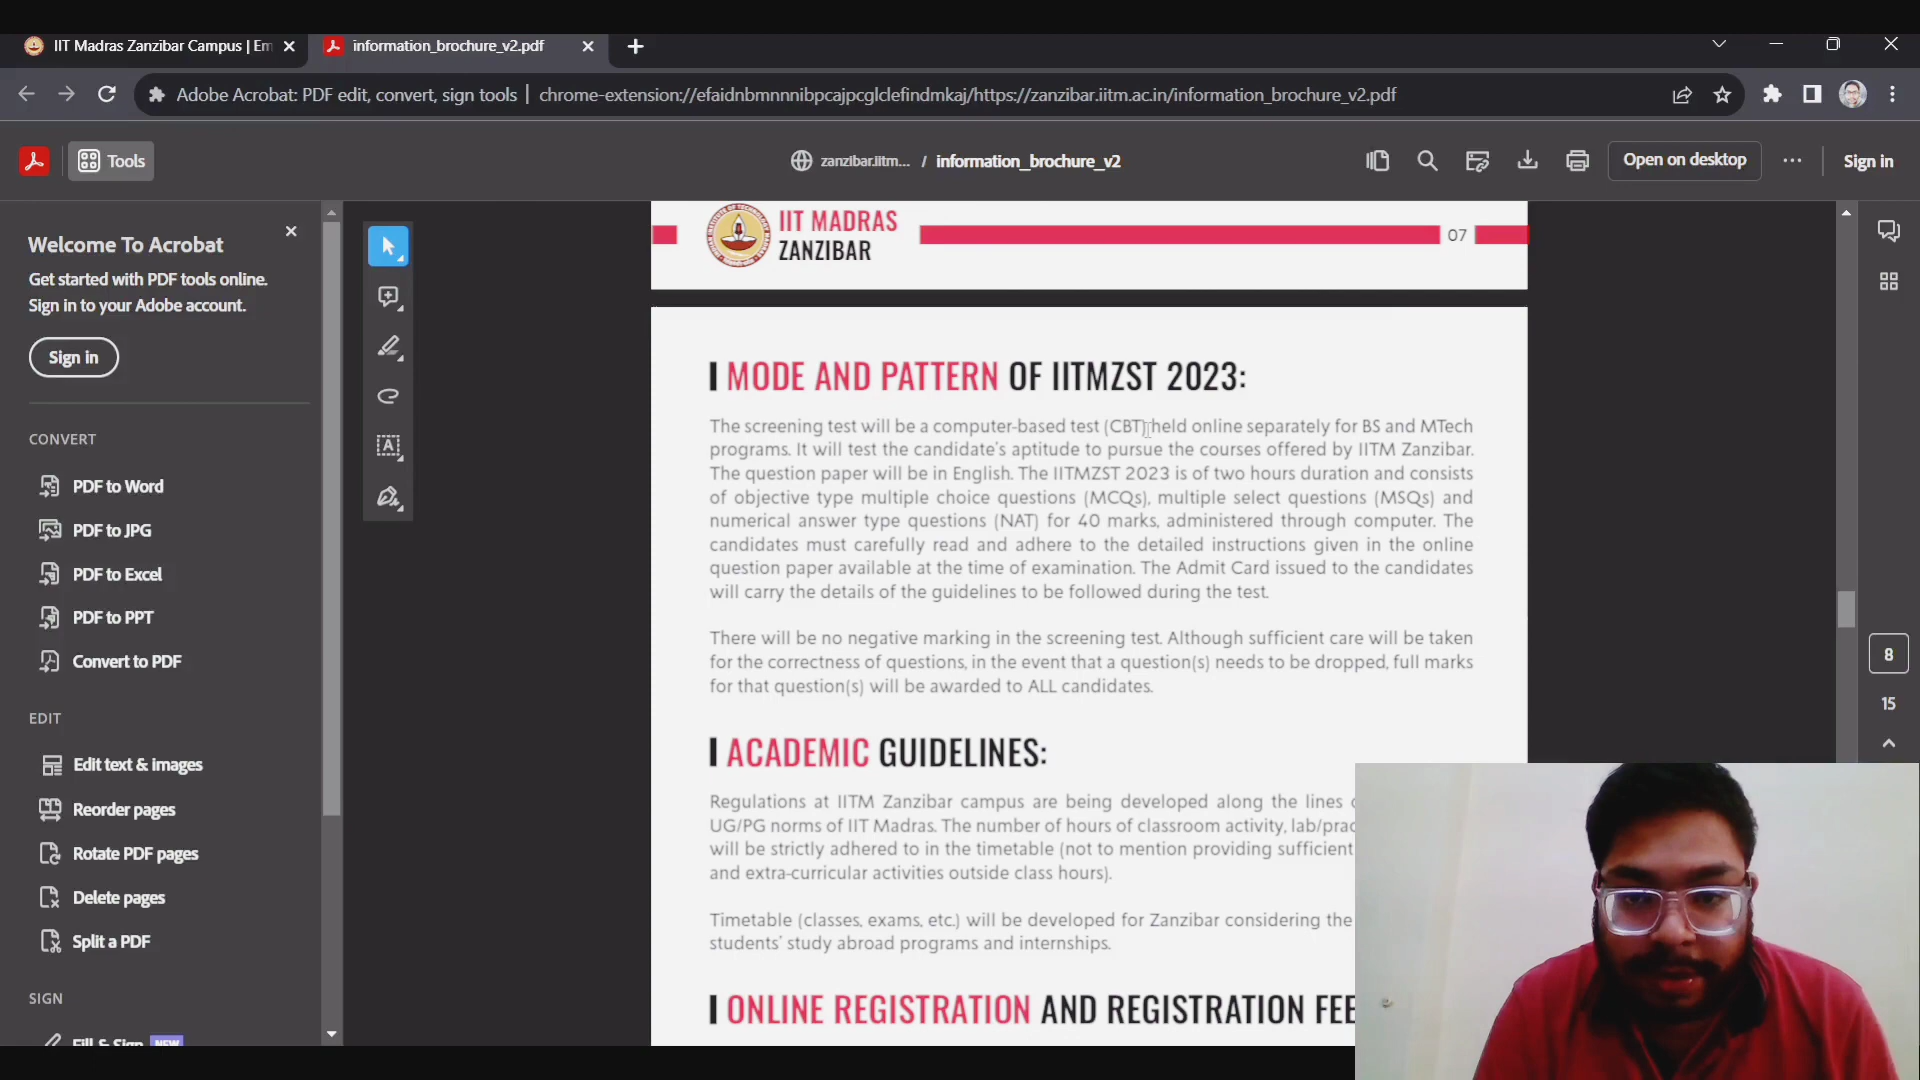 IIT Madras Zanzibar Campus | Em
information_brochure_v2.pdf
Adobe Acrobat: PDF edit, convert, sign tools
chrome-extension://efaidnbmnnnibpcajpcglclefindmkaj/https://zanzibar.iitm.ac.in/information_brochure_v2.pdf
Tools
zanzibar.iitm... / information_brochure_v2
Open on desktop
Sign in
Welcome To Acrobat
Get started with PDF tools online.
Sign in to your Adobe account.
Sign in
CONVERT
PDF to Word
PDF to JPG
PDF to Excel
PDF to PPT
Convert to PDF
EDIT
Edit text & images
Reorder pages
Rotate PDF pages
Delete pages
Split a PDF
SIGN
Fill & Sign NEW
IIT MADRAS
ZANZIBAR
07
MODE AND PATTERN OF IITMZST 2023:
The screening test will be a computer-based test (CBT) held online separately for BS and MTech
programs. It will test the candidate's aptitude to pursue the courses offered by IITM Zanzibar.
The question paper will be in English. The IITMZST 2023 is of two hours duration and consists
of objective type multiple choice questions (MCQs), multiple select questions (MSQs) and
numerical answer type questions (NAT) for 40 marks, administered through computer. The
candidates must carefully read and adhere to the detailed instructions given in the online
question paper available at the time of examination. The Admit Card issued to the candidates
will carry the details of the guidelines to be followed during the test.
There will be no negative marking in the screening test. Although sufficient care will be taken
for the correctness of questions, in the event that a question(s) needs to be dropped, full marks
for that question(s) will be awarded to ALL candidates.
ACADEMIC GUIDELINES:
Regulations at IITM Zanzibar campus are being developed along the lines
UG/PG norms of IIT Madras. The number of hours of classroom activity, lab/prac
will be strictly adhered to in the timetable (not to mention providing sufficient
and extra-curricular activities outside class hours).
Timetable (classes, exams, etc.) will be developed for Zanzibar considering the
students' study abroad programs and internships.
ONLINE REGISTRATION AND REGISTRATION FEE
8
15